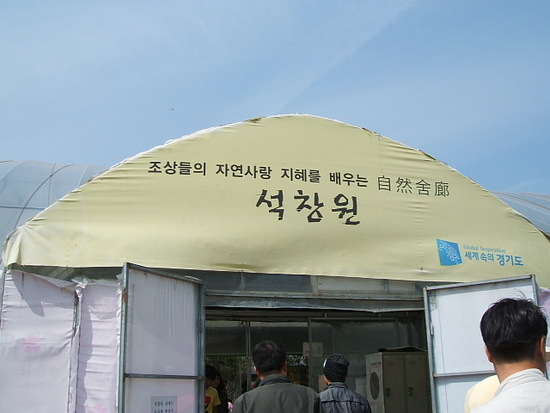 조상들의 자연사랑 지혜를 배우는 自然舍廊
석창원
Global Inspiration
세계 속의 경기도